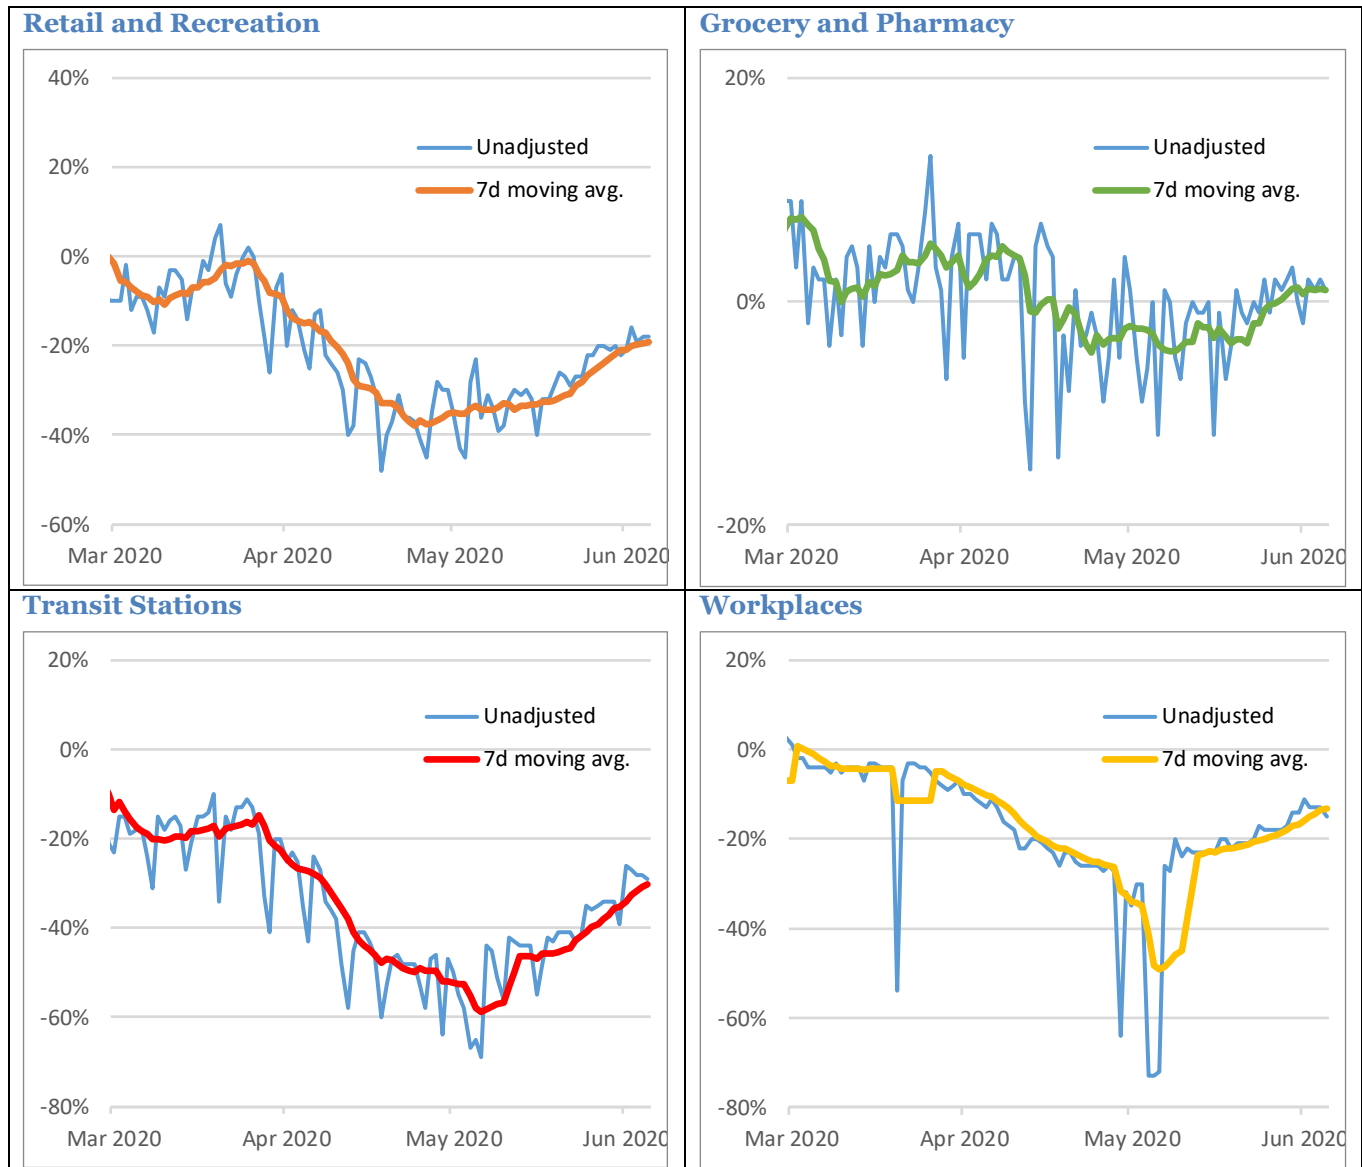 Retail and Recreation
40%
20%
0%
-20%
-40%
-60%
Unadjusted
7d moving avg.
Mar 2020 Apr 2020 May 2020 Jun 2020
Grocery and Pharmacy
20%
0%
-20%
Unadjusted
7d moving avg.
Mar 2020 Apr 2020 May 2020 Jun 2020
Transit Stations
20%
0%
-20%
-40%
-60%
-80%
Unadjusted
7d moving avg.
Mar 2020 Apr 2020 May 2020 Jun 2020
Workplaces
20%
0%
-20%
-40%
-60%
-80%
Unadjusted
7d moving avg.
Mar 2020 Apr 2020 May 2020 Jun 2020